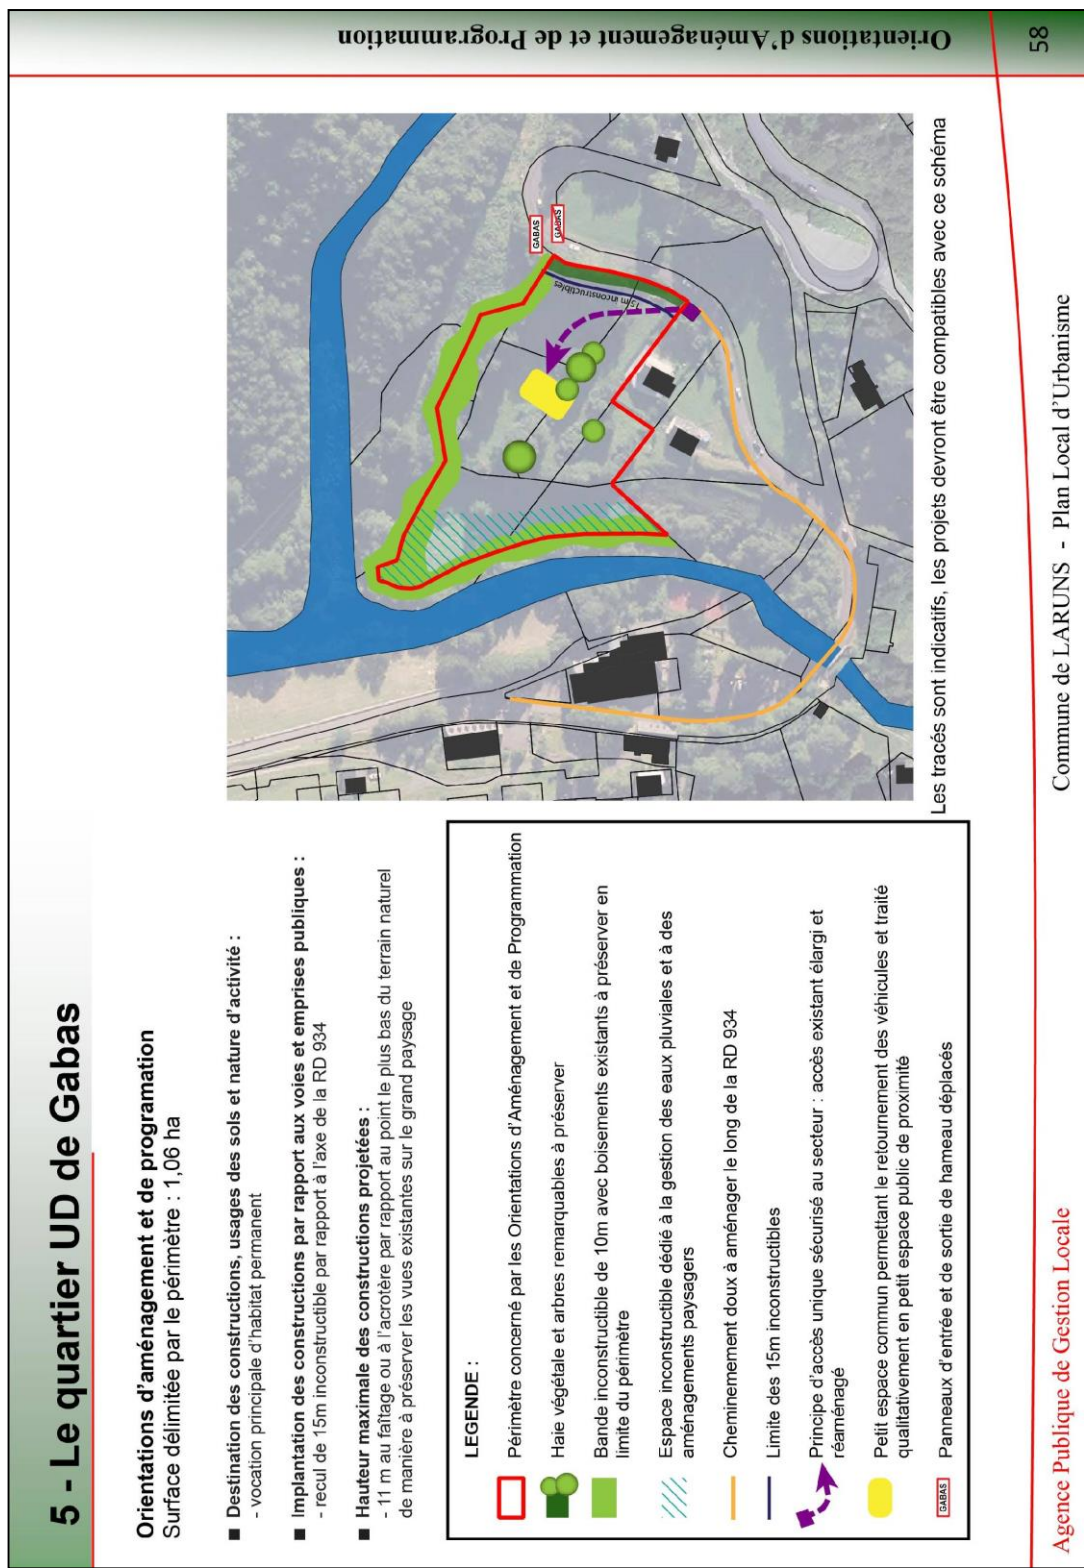 5 - Le quartier UD de Gabas
Orientations d'aménagement et de programation
Surface délimitée par le périmètre : 1,06 ha
■ Destination des constructions, usages des sols et nature d'activité :
- vocation principale d'habitat permanent
■ Implantation des constructions par rapport aux voies et emprises publiques :
- recul de 15m inconstructible par rapport à l'axe de la RD 934
■ Hauteur maximale des constructions projetées :
- 11 m au faîtage ou à l'acrotère par rapport au point le plus bas du terrain naturel
de manière à préserver les vues existantes sur le grand paysage
LEGENDE :
Périmètre concerné par les Orientations d'Aménagement et de Programmation
Haie végétale et arbres remarquables à préserver
Bande inconstructible de 10m avec boisements existants à préserver en
limite du périmètre
Espace inconstructible dédié à la gestion des eaux pluviales et à des
aménagements paysagers
Cheminemement doux à aménager le long de la RD 934
Limite des 15m inconstructibles
Principe d'accès unique sécurisé au secteur : accès existant élargi et
réaménagé
Petit espace commun permettant le retournement des véhicules et traité
qualitativement en petit espace public de proximité
GABAS
Panneaux d'entrée et de sortie de hameau déplacés
GABAS
GABAS
15m inconstructibles
Les tracés sont indicatifs, les projets devront être compatibles avec ce schéma
Orientations d'Aménagement et de Programmation
Agence Publique de Gestion Locale
Commune de LARUNS - Plan Local d'Urbanisme
58